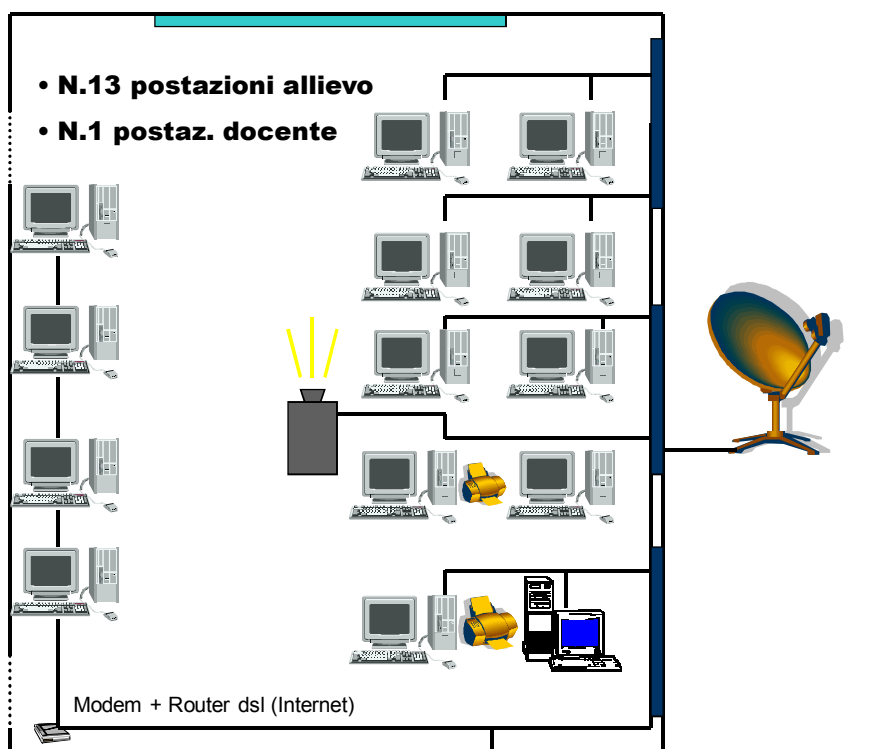 • N.13 postazioni allievo
• N.1 postaz. docente
Modem + Router dsl (Internet)